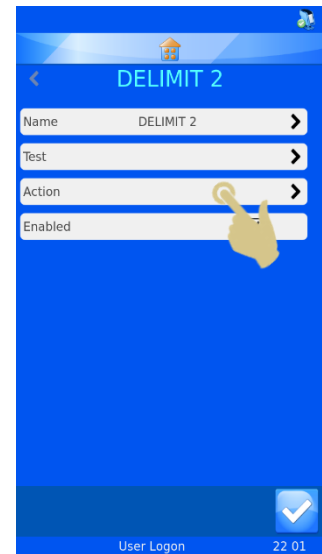 DELIMIT 2
Name DELIMIT 2
Test
Action
Enabled
User Logon 22 01